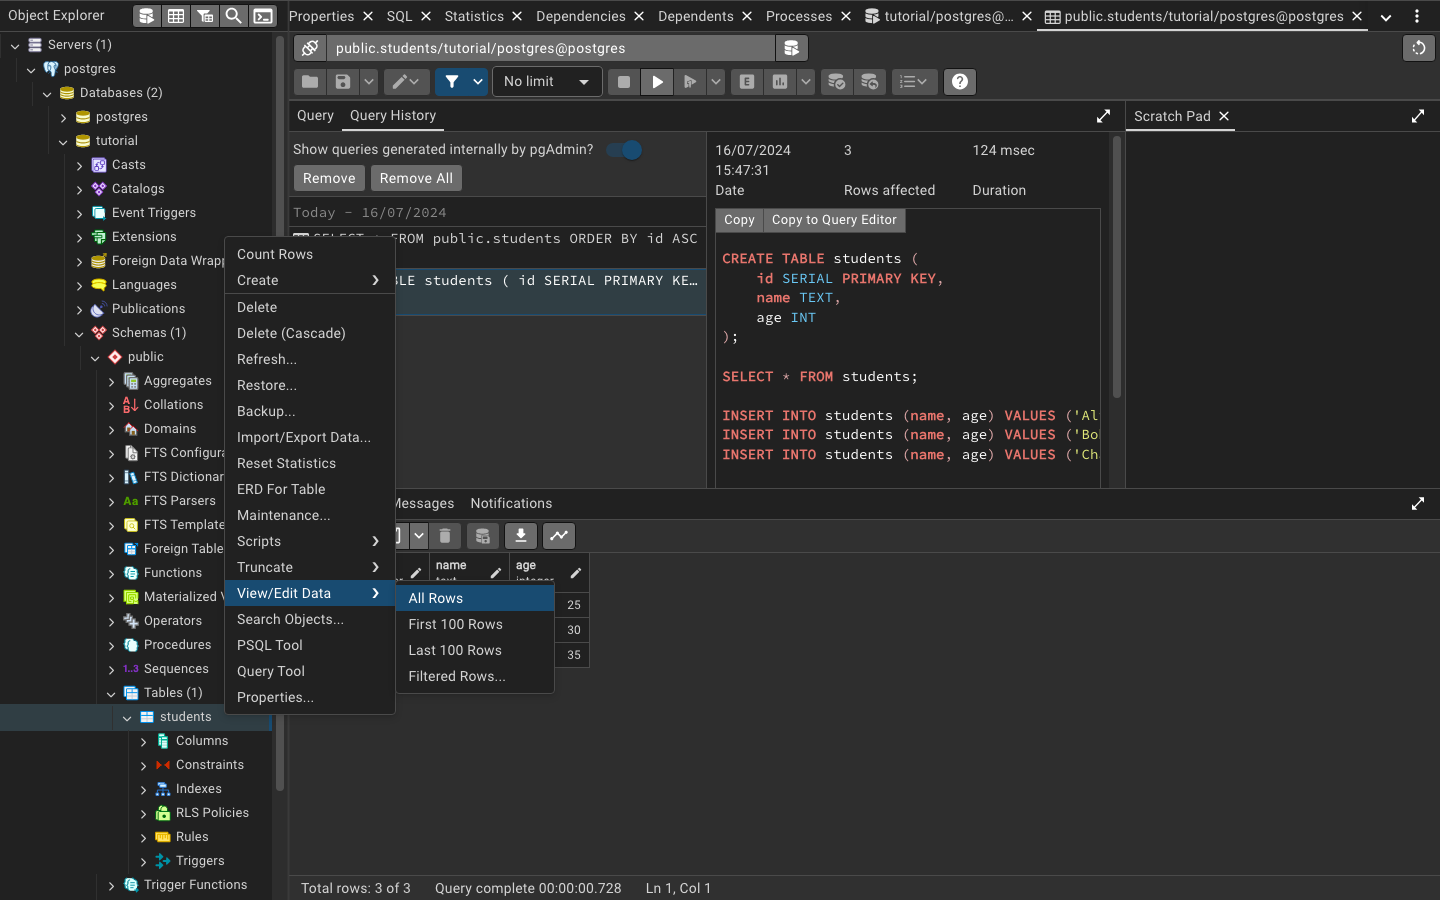 Object Explorer
Properties
SQL
Statistics
Dependencies
Dependents
Processes
tutorial/postgres@...
public.students/tutorial/postgres@postgres
Servers (1)
postgres
Databases (2)
postgres
tutorial
Casts
Catalogs
Event Triggers
Extensions
Foreign Data Wrap
Languages
Publications
Schemas (1)
public
Aggregates
Collations
Domains
FTS Configura
FTS Dictionar
FTS Parsers
FTS Template
Foreign Table
Functions
Materialized
Operators
Procedures
Sequences
Tables (1)
students
Columns
Constraints
Indexes
RLS Policies
Rules
Triggers
Trigger Functions
public.students/tutorial/postgres@postgres
No limit
Query
Query History
Scratch Pad
Show queries generated internally by pgAdmin?
Remove
Remove All
Today - 16/07/2024
SELECT * FROM public.students ORDER BY id ASC
BLE students ( id SERIAL PRIMARY KE…
16/07/2024 15:47:31
3
124 msec
Date
Rows affected
Duration
Copy
Copy to Query Editor
CREATE TABLE students (
id SERIAL PRIMARY KEY,
name TEXT,
age INT
);
SELECT * FROM students;
INSERT INTO students (name, age) VALUES ('Al
INSERT INTO students (name, age) VALUES ('Bo
INSERT INTO students (name, age) VALUES ('Ch
Count Rows
Create
Delete
Delete (Cascade)
Refresh...
Restore...
Backup...
Import/Export Data...
Reset Statistics
ERD For Table
Maintenance...
Scripts
Truncate
View/Edit Data
Search Objects...
PSQL Tool
Query Tool
Properties...
All Rows
First 100 Rows
Last 100 Rows
Filtered Rows...
Messages
Notifications
name
text
age
integer
25
30
35
Total rows: 3 of 3
Query complete 00:00:00.728
Ln 1, Col 1